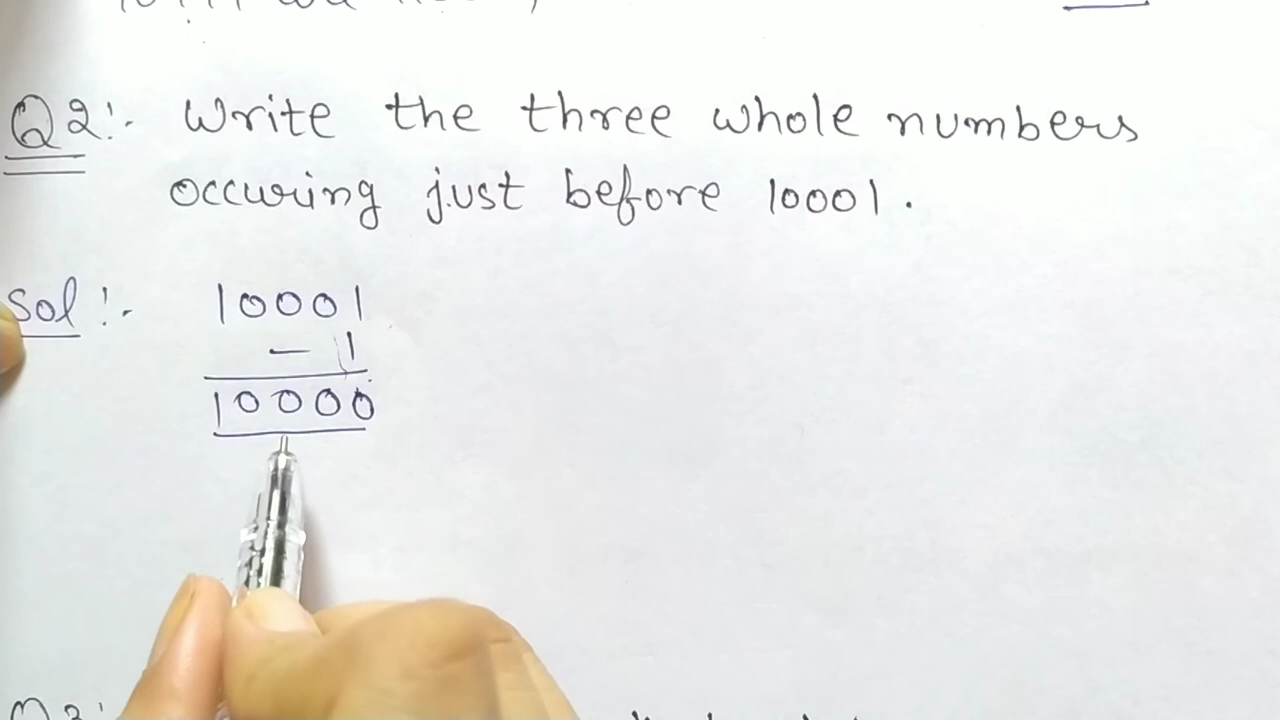 Q2:- Write the three whole numbers
occuring just before 10001.
Sol:- 10001
- 1
10000